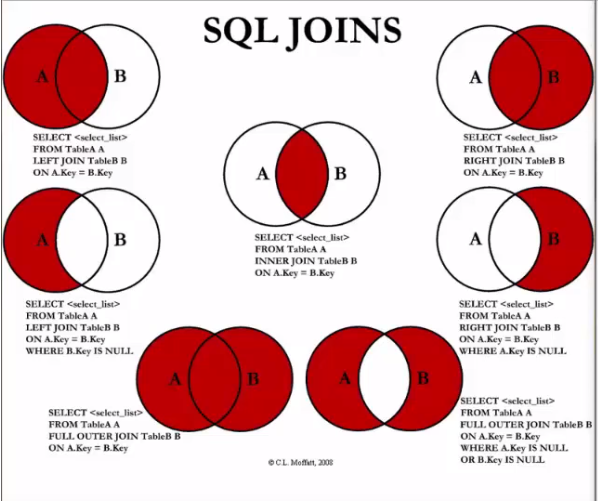 SQL JOINS
A B
SELECT <select_list>
FROM TableA A
LEFT JOIN TableB B
ON A.Key = B.Key
A B
SELECT <select_list>
FROM TableA A
RIGHT JOIN TableB B
ON A.Key = B.Key
A B
SELECT <select_list>
FROM TableA A
INNER JOIN TableB B
ON A.Key = B.Key
A B
SELECT <select_list>
FROM TableA A
LEFT JOIN TableB B
ON A.Key = B.Key
WHERE B.Key IS NULL
A B
SELECT <select_list>
FROM TableA A
RIGHT JOIN TableB B
ON A.Key = B.Key
WHERE A.Key IS NULL
A B
SELECT <select_list>
FROM TableA A
FULL OUTER JOIN TableB B
ON A.Key = B.Key
A B
SELECT <select_list>
FROM TableA A
FULL OUTER JOIN TableB B
ON A.Key = B.Key
WHERE A.Key IS NULL
OR B.Key IS NULL
© C.L. Moffatt, 2008